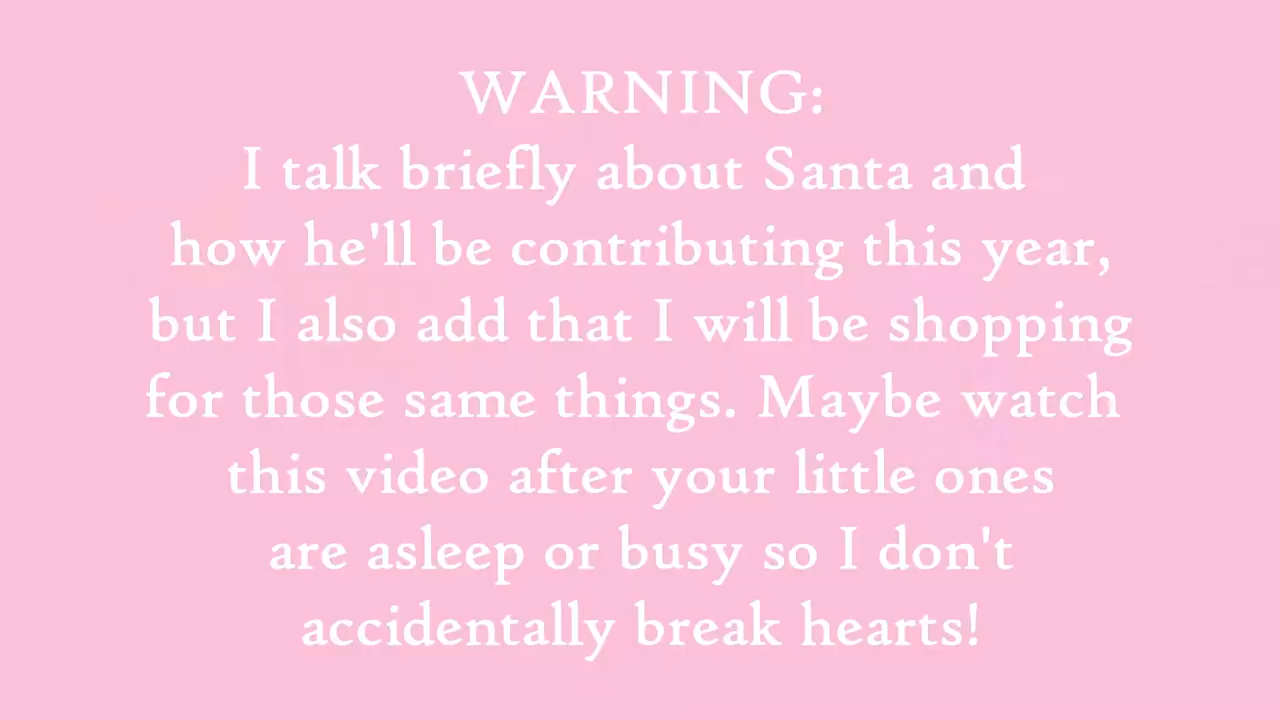 WARNING:
I talk briefly about Santa and
how he'll be contributing this year,
but I also add that I will be shopping
for those same things. Maybe watch
this video after your little ones
are asleep or busy so I don't
accidentally break hearts!